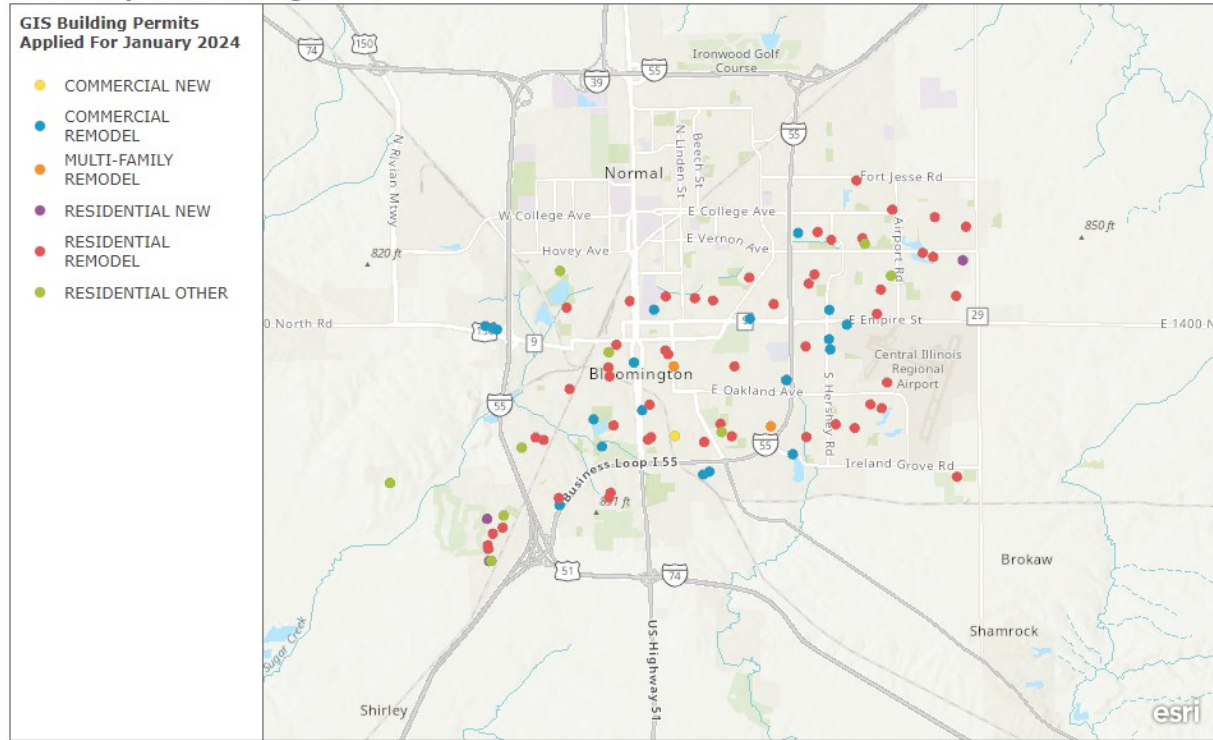 GIS Building Permits
Applied For January 2024
COMMERCIAL NEW
COMMERCIAL
REMODEL
MULTI-FAMILY
REMODEL
RESIDENTIAL NEW
RESIDENTIAL
REMODEL
RESIDENTIAL OTHER
150
74
Ironwood Golf
Course
55
39
55
N Rivian Mtwy
N Linden St
Beech St
Normal
Fort Jesse Rd
W College Ave
E College Ave
Airport Rd
850 ft
E Vernon Ave
820 ft
Hovey Ave
0 North Rd
9
E Empire St
29
E 1400 N
Central Illinois
Regional
Airport
Bloomington
E Oakland Ave
S Hershey Rd
55
55
Ireland Grove Rd
Business Loop I 55
891 ft
51
74
Brokaw
Sugar Creek
Shamrock
US Highway 51
Shirley
esri